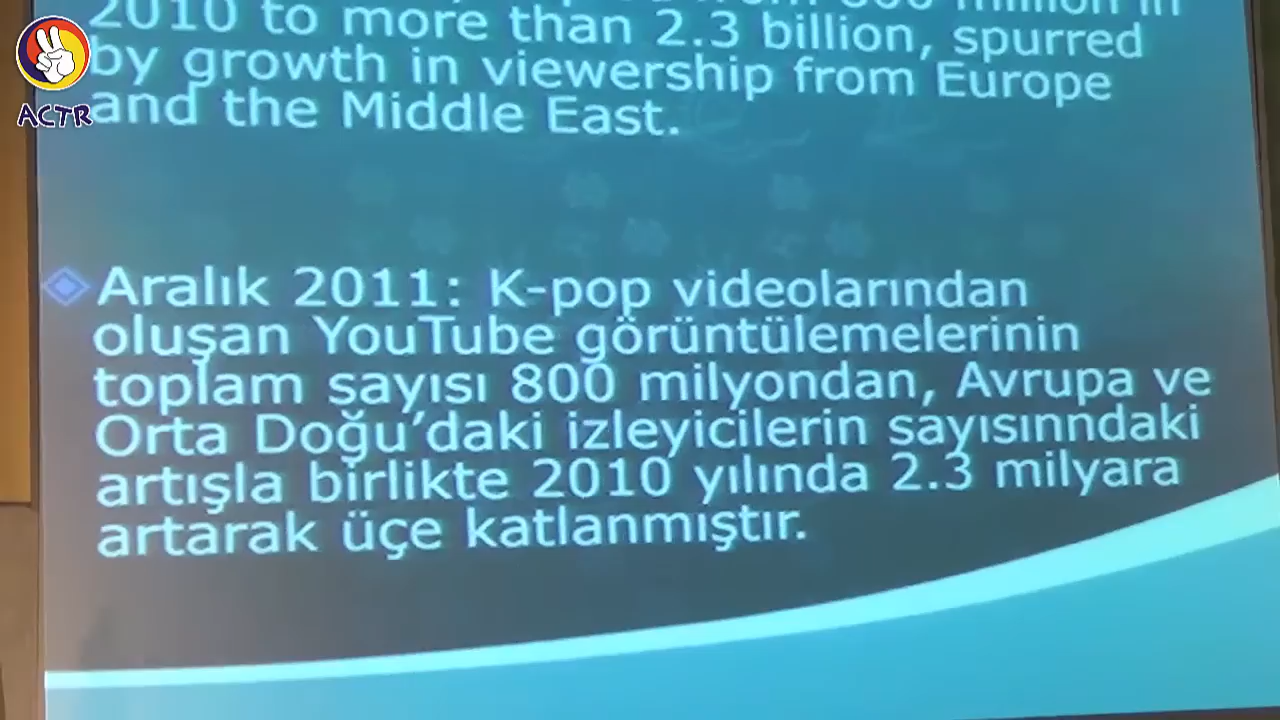 2010 to more than 2.3 billion, spurred
by growth in viewership from Europe
and the Middle East.
Aralık 2011: K-pop videolarından
oluşan YouTube görüntülemelerinin
toplam sayısı 800 milyondan, Avrupa ve
Orta Doğu'daki izleyicilerin sayısınndaki
artışla birlikte 2010 yılında 2.3 milyara
artarak üçe katlanmıştır.
ACTR